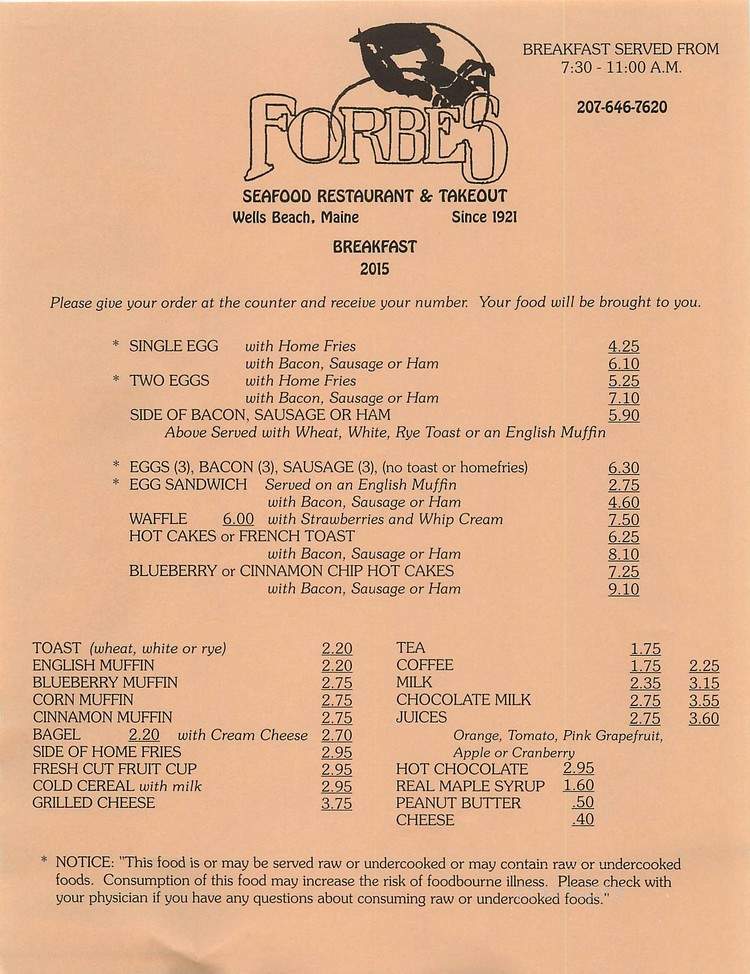 BREAKFAST SERVED FROM
7:30 - 11:00 A.M.
207-646-7620
FORBES
SEAFOOD RESTAURANT & TAKEOUT
Wells Beach, Maine Since 1921
BREAKFAST
2015
Please give your order at the counter and receive your number. Your food will be brought to you.
* SINGLE EGG with Home Fries 4.25
with Bacon, Sausage or Ham 6.10
* TWO EGGS with Home Fries 5.25
with Bacon, Sausage or Ham 7.10
SIDE OF BACON, SAUSAGE OR HAM 5.90
Above Served with Wheat, White, Rye Toast or an English Muffin
* EGGS (3), BACON (3), SAUSAGE (3), (no toast or homefries) 6.30
* EGG SANDWICH Served on an English Muffin 2.75
with Bacon, Sausage or Ham 4.60
WAFFLE 6.00 with Strawberries and Whip Cream 7.50
HOT CAKES or FRENCH TOAST 6.25
with Bacon, Sausage or Ham 8.10
BLUEBERRY or CINNAMON CHIP HOT CAKES 7.25
with Bacon, Sausage or Ham 9.10
TOAST (wheat, white or rye) 2.20
ENGLISH MUFFIN 2.20
BLUEBERRY MUFFIN 2.75
CORN MUFFIN 2.75
CINNAMON MUFFIN 2.75
BAGEL 2.20 with Cream Cheese 2.70
SIDE OF HOME FRIES 2.95
FRESH CUT FRUIT CUP 2.95
COLD CEREAL with milk 2.95
GRILLED CHEESE 3.75
TEA 1.75
COFFEE 1.75 2.25
MILK 2.35 3.15
CHOCOLATE MILK 2.75 3.55
JUICES 2.75 3.60
Orange, Tomato, Pink Grapefruit,
Apple or Cranberry
HOT CHOCOLATE 2.95
REAL MAPLE SYRUP 1.60
PEANUT BUTTER .50
CHEESE .40
* NOTICE: "This food is or may be served raw or undercooked or may contain raw or undercooked
foods. Consumption of this food may increase the risk of foodbourne illness. Please check with
your physician if you have any questions about consuming raw or undercooked foods."